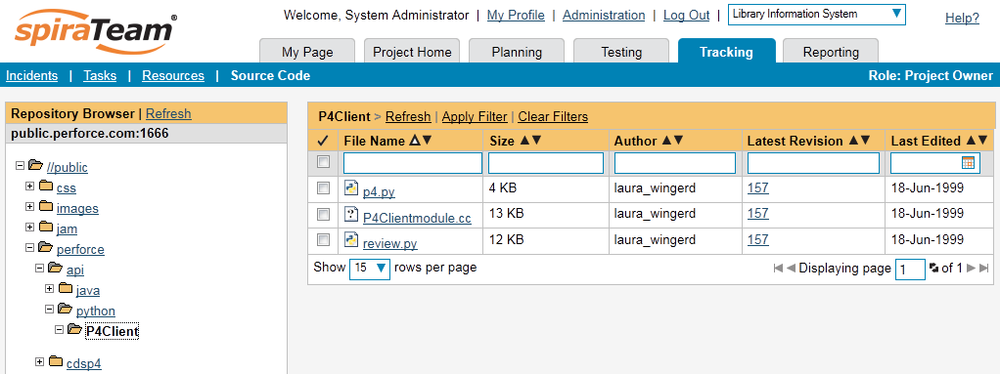 spiraTeam®
Welcome, System Administrator | My Profile | Administration | Log Out | Library Information System Help?
My Page Project Home Planning Testing Tracking Reporting
Incidents | Tasks | Resources | Source Code Role: Project Owner
Repository Browser | Refresh
public.perforce.com:1666
//public
css
images
jam
perforce
api
java
python
P4Client
cdsp4
P4Client > Refresh | Apply Filter | Clear Filters
File Name Size Author Latest Revision Last Edited
p4.py 4 KB laura_wingerd 157 18-Jun-1999
P4Clientmodule.cc 13 KB laura_wingerd 157 18-Jun-1999
review.py 12 KB laura_wingerd 157 18-Jun-1999
Show 15 rows per page Displaying page 1 of 1